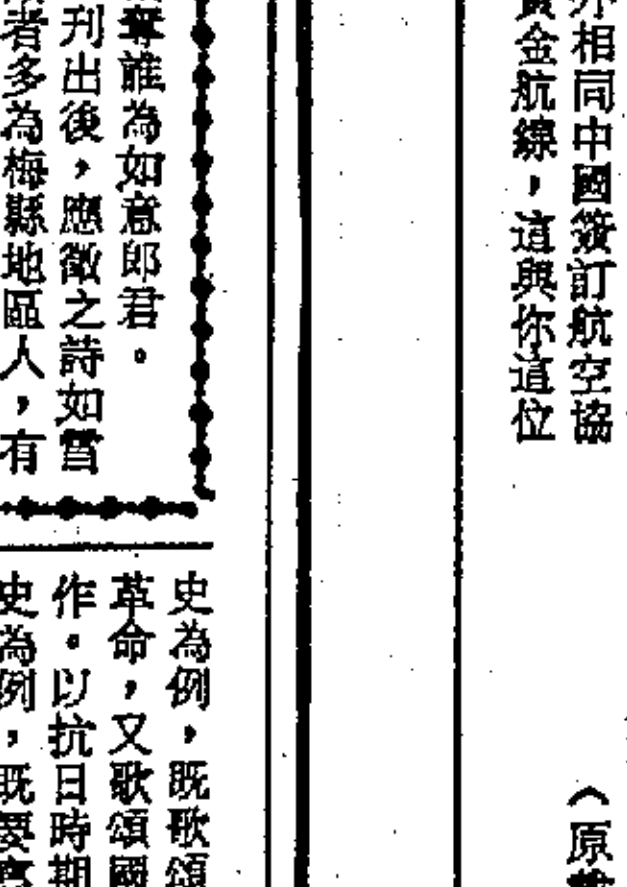 相同中國簽訂航空協
金航線，這與你這位
（原
奪誰為如意郎君。
刊出後，應徵之詩如雪
者多為梅縣地區人，有
史為例，既歌頌
革命，又歌頌國
作。以抗日時期
史為例，既要